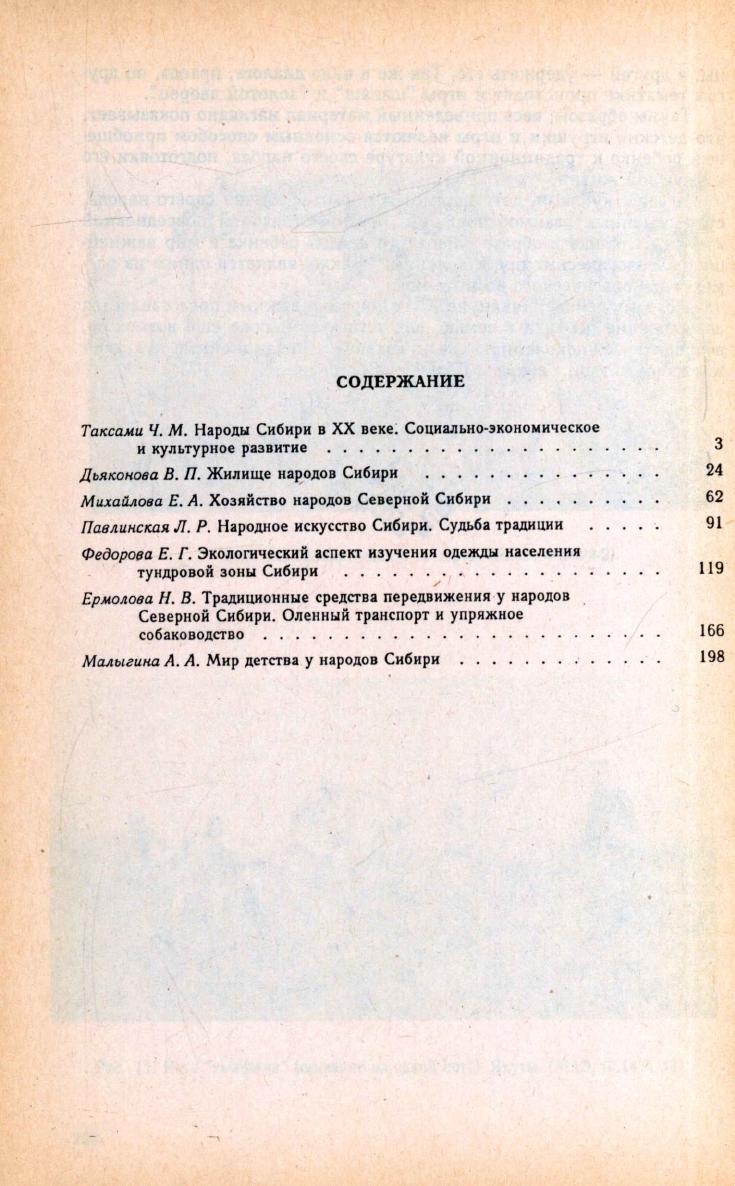 СОДЕРЖАНИЕ
Таксами Ч. М. Народы Сибири в XX веке. Социально-экономическое
и культурное развитие . . . . . . . . . . . . . . . . . . . . . . 3
Дьяконова В. П. Жилище народов Сибири . . . . . . . . . . . . . . . . 24
Михайлова Е. А. Хозяйство народов Северной Сибири . . . . . . . . . . 62
Павлинская Л. Р. Народное искусство Сибири. Судьба традиции . . . . . 91
Федорова Е. Г. Экологический аспект изучения одежды населения
тундровой зоны Сибири . . . . . . . . . . . . . . . . . . . . . 119
Ермолова Н. В. Традиционные средства передвижения у народов
Северной Сибири. Оленный транспорт и упряжное
собаководство . . . . . . . . . . . . . . . . . . . . . . . . . . 166
Малыгина А. А. Мир детства у народов Сибири . . . . . . . . . . . . . 198